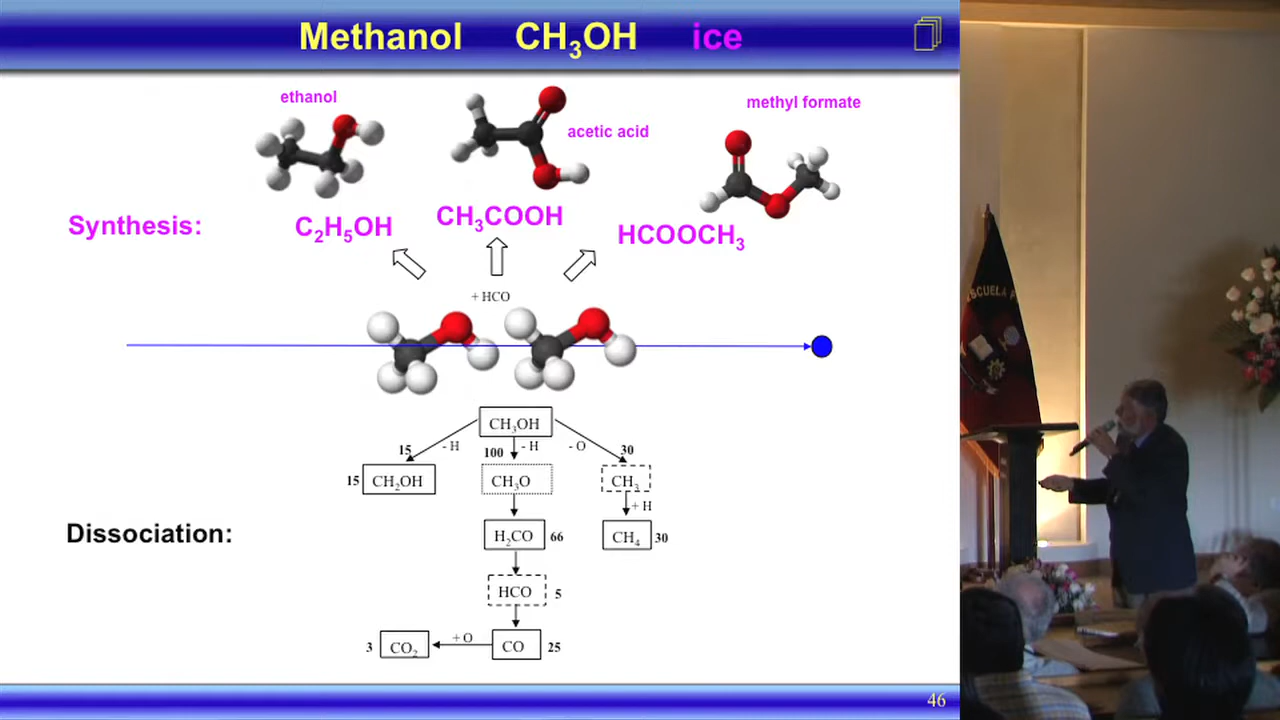 Methanol CH₃OH ice
ethanol
acetic acid
methyl formate
Synthesis:
C₂H₅OH
CH₃COOH
HCOOCH₃
+ HCO
CH₃OH
15
- H
100
- H
- O
30
15
CH₂OH
CH₃O
CH₃
+ H
H₂CO
66
CH₄
30
Dissociation:
HCO
5
3
CO₂
+ O
CO
25
46
ESCUELA